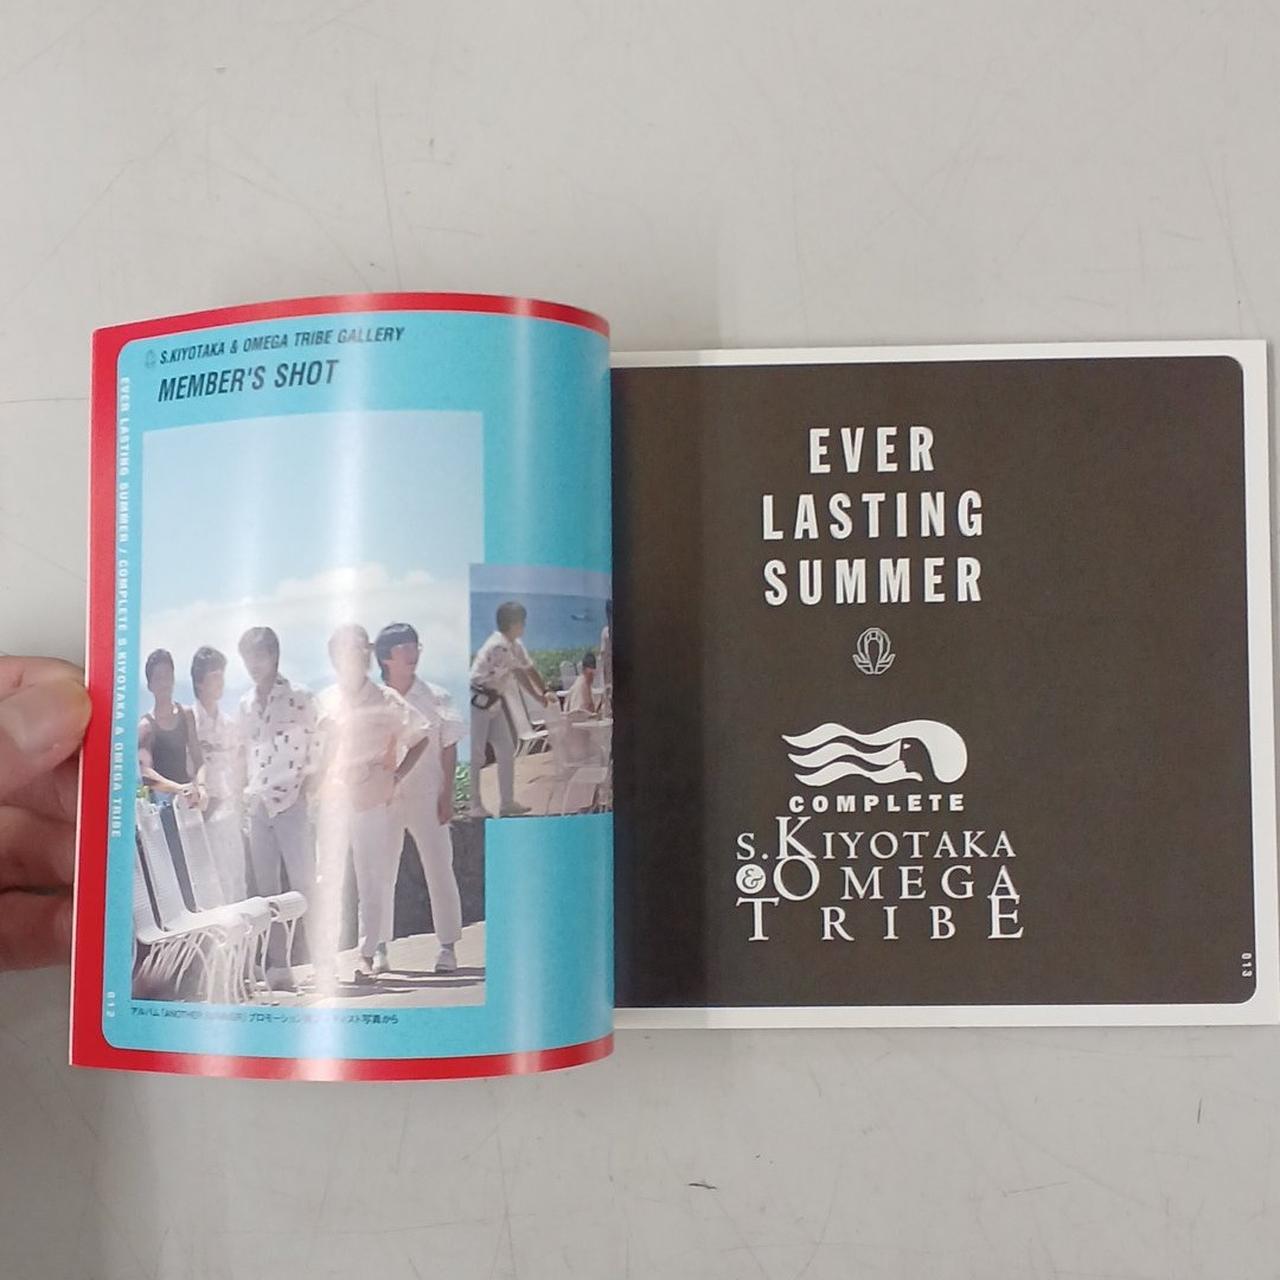 S.KIYOTAKA & OMEGA TRIBE GALLERY
MEMBER'S SHOT
EVER LASTING SUMMER / COMPLETE S.KIYOTAKA & OMEGA TRIBE
012
アルバム「ANOTHER SUMMER」プロモーション
写真から
EVER
LASTING
SUMMER
COMPLETE
S.KIYOTAKA
&OMEGA
TRIBE
013